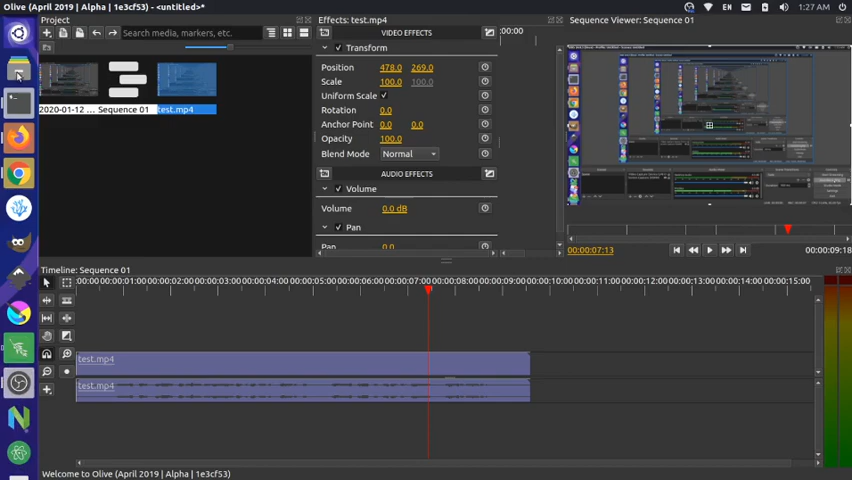 Olive (April 2019 | Alpha | 1e3cf53) - <untitled>*
EN
1:27 AM
Search media, markers, etc.
2020-01-12 ... Sequence 01 test.mp4
Effects: test.mp4
VIDEO EFFECTS
Transform
Position 478.0 269.0
Scale 100.0 100.0
Uniform Scale
Rotation 0.0
Anchor Point 0.0 0.0
Opacity 100.0
Blend Mode Normal
AUDIO EFFECTS
Volume
Volume 0.0 dB
Pan
Pan 0.0
:00:00
Sequence Viewer: Sequence 01
00:00:07:13
00:00:09:18
Timeline: Sequence 01
:00:00 00:00:01:00 00:00:02:00 00:00:03:00 00:00:04:00 00:00:05:00 00:00:06:00 00:00:07:00 00:00:08:00 00:00:09:00 00:00:10:00 00:00:11:00 00:00:12:00 00:00:13:00 00:00:14:00 00:00:15:00
test.mp4
test.mp4
Welcome to Olive (April 2019 | Alpha | 1e3cf53)